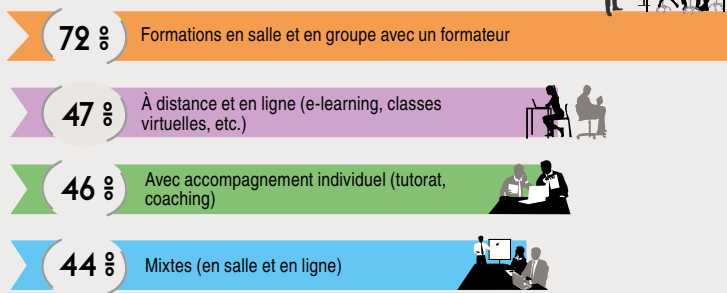 72 %
Formations en salle et en groupe avec un formateur
47 %
À distance et en ligne (e-learning, classes
virtuelles, etc.)
46 %
Avec accompagnement individuel (tutorat,
coaching)
44 %
Mixtes (en salle et en ligne)